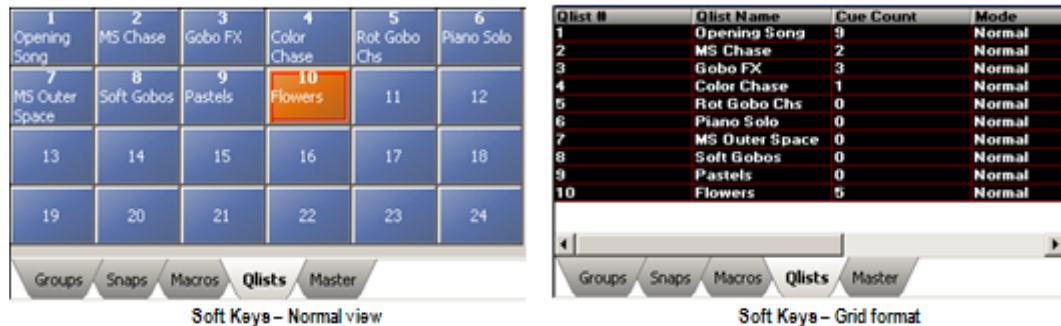 1 2 3 4 5 6
Opening Song MS Chase Gobo FX Color Chase Rot Gobo Chs Piano Solo
7 8 9 10 11 12
MS Outer Space Soft Gobos Pastels Flowers
13 14 15 16 17 18
19 20 21 22 23 24
Groups Snaps Macros Qlists Master
Soft Keys – Normal view
Qlist # Qlist Name Cue Count Mode
1 Opening Song 9 Normal
2 MS Chase 2 Normal
3 Gobo FX 3 Normal
4 Color Chase 1 Normal
5 Rot Gobo Chs 0 Normal
6 Piano Solo 0 Normal
7 MS Outer Space 0 Normal
8 Soft Gobos 0 Normal
9 Pastels 0 Normal
10 Flowers 5 Normal
Groups Snaps Macros Qlists Master
Soft Keys – Grid format